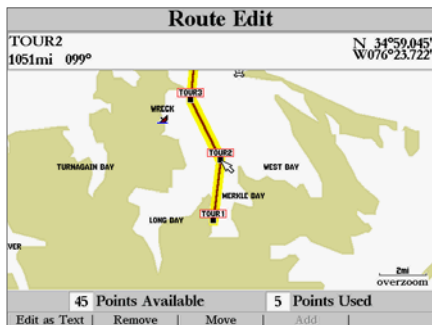 Route Edit
TOUR2
N 34°59.045'
1051mi 099°
W076°23.722'
TOUR3
WRECK
TOUR2
TURNAGAIN BAY
WEST BAY
MERKLE BAY
LONG BAY
TOUR1
VER
2mi
overzoom
45 Points Available
5 Points Used
Edit as Text | Remove | Move | Add |